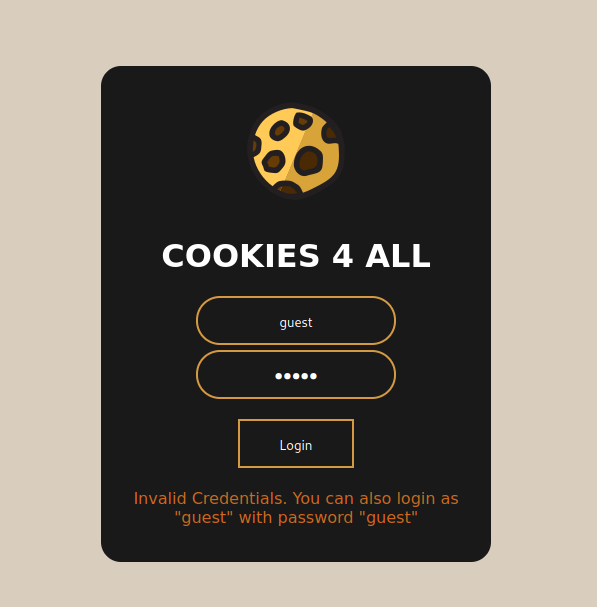 COOKIES 4 ALL
guest
●●●●●
Login
Invalid Credentials. You can also login as
"guest" with password "guest"